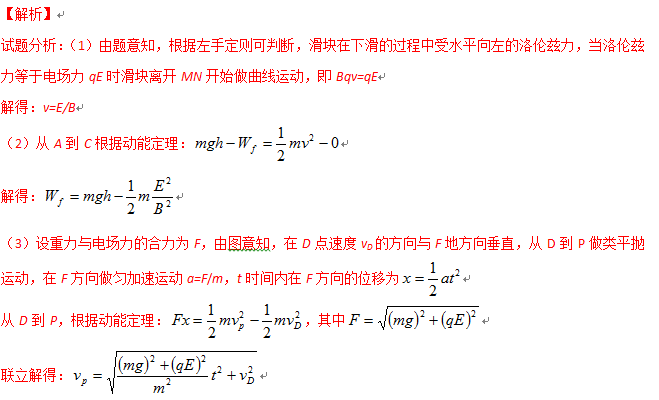 【解析】
试题分析：（1）由题意知，根据左手定则可判断，滑块在下滑的过程中受水平向左的洛伦兹力，当洛伦兹
力等于电场力 qE 时滑块离开 MN 开始做曲线运动，即 Bqv=qE
解得：v=E/B
（2）从 A 到 C 根据动能定理：$mgh-W_f=\frac{1}{2}mv^2-0$
解得：$W_f=mgh-\frac{1}{2}m\frac{E^2}{B^2}$
（3）设重力与电场力的合力为 F，由图意知，在 D 点速度 $v_D$ 的方向与 F 地方向垂直，从 D 到 P 做类平抛
运动，在 F 方向做匀加速运动 a=F/m，t 时间内在 F 方向的位移为 $x=\frac{1}{2}at^2$
从 D 到 P，根据动能定理：$Fx=\frac{1}{2}mv_p^2-\frac{1}{2}mv_D^2$，其中 $F=\sqrt{(mg)^2+(qE)^2}$
联立解得：$v_p=\sqrt{\frac{(mg)^2+(qE)^2}{m^2}t^2+v_D^2}$